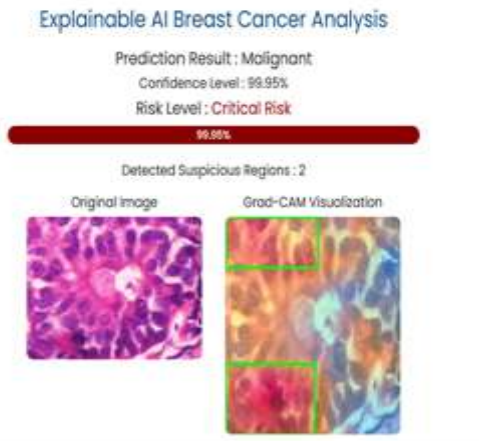 Explainable AI Breast Cancer Analysis
Prediction Result : Malignant
Confidence Level : 99.95%
Risk Level : Critical Risk
99.95%
Detected Suspicious Regions : 2
Original Image
Grad-CAM Visualization